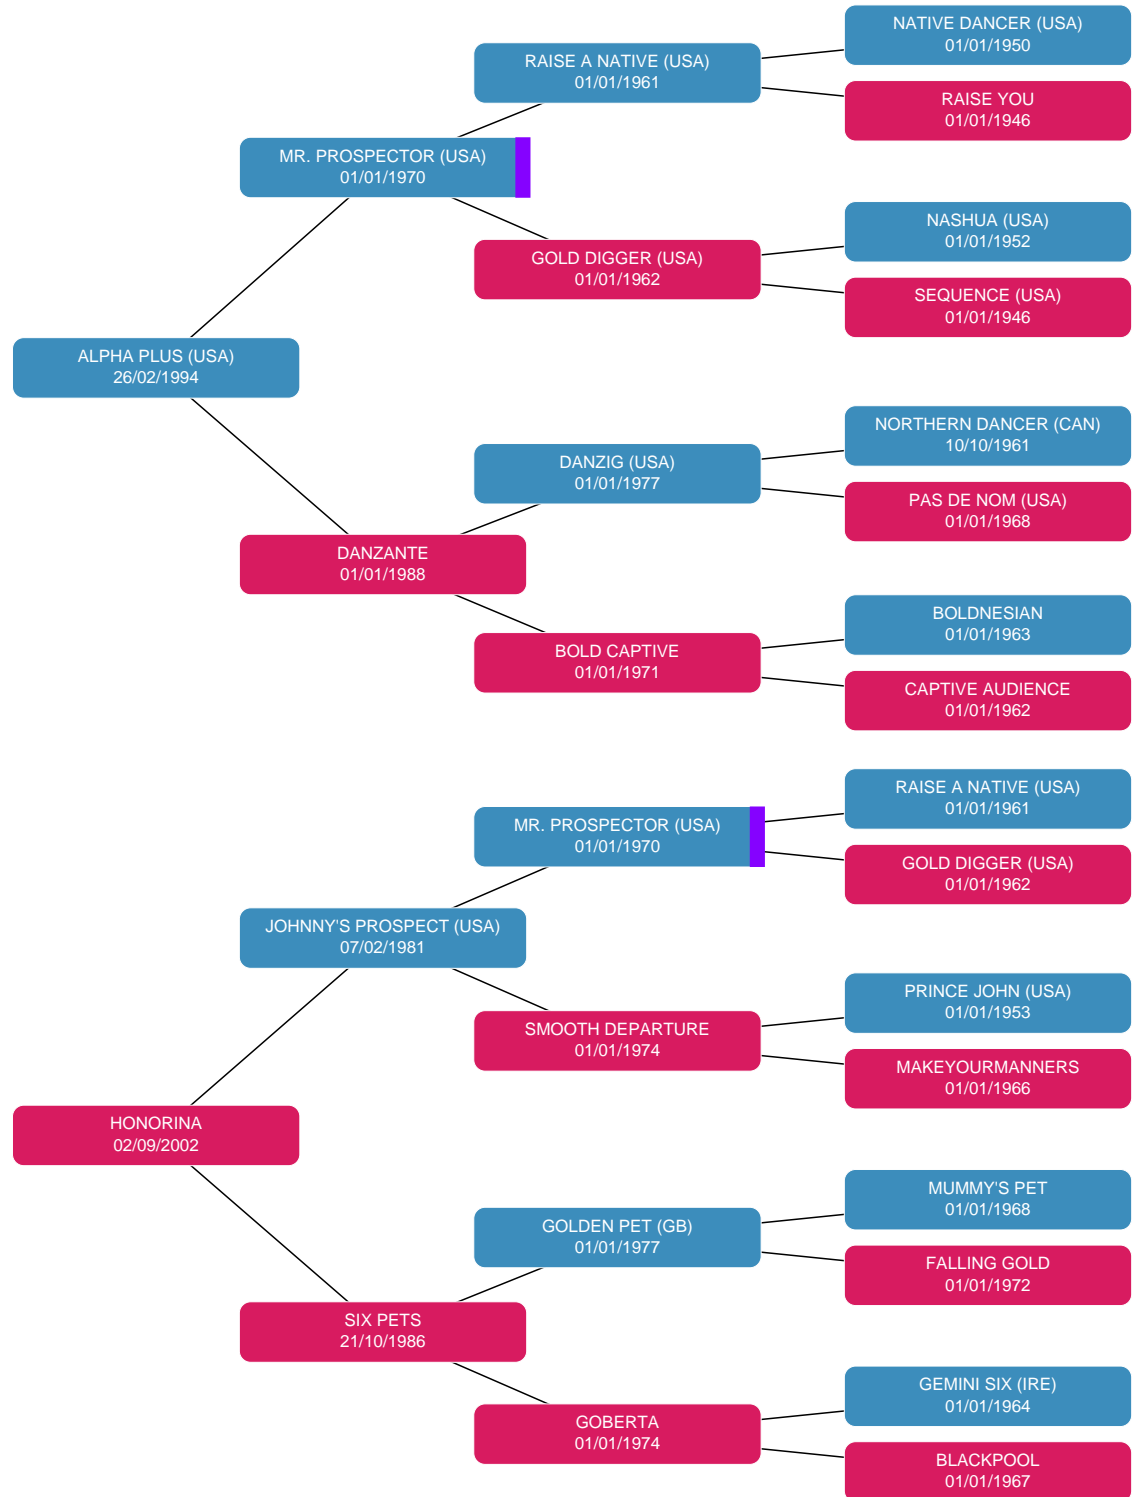 NATIVE DANCER (USA)
01/01/1950
RAISE A NATIVE (USA)
01/01/1961
RAISE YOU
01/01/1946
MR. PROSPECTOR (USA)
01/01/1970
NASHUA (USA)
01/01/1952
GOLD DIGGER (USA)
01/01/1962
SEQUENCE (USA)
01/01/1946
ALPHA PLUS (USA)
26/02/1994
NORTHERN DANCER (CAN)
10/10/1961
DANZIG (USA)
01/01/1977
PAS DE NOM (USA)
01/01/1968
DANZANTE
01/01/1988
BOLDNESIAN
01/01/1963
BOLD CAPTIVE
01/01/1971
CAPTIVE AUDIENCE
01/01/1962
RAISE A NATIVE (USA)
01/01/1961
MR. PROSPECTOR (USA)
01/01/1970
GOLD DIGGER (USA)
01/01/1962
JOHNNY'S PROSPECT (USA)
07/02/1981
PRINCE JOHN (USA)
01/01/1953
SMOOTH DEPARTURE
01/01/1974
MAKEYOURMANNERS
01/01/1966
HONORINA
02/09/2002
MUMMY'S PET
01/01/1968
GOLDEN PET (GB)
01/01/1977
FALLING GOLD
01/01/1972
SIX PETS
21/10/1986
GEMINI SIX (IRE)
01/01/1964
GOBERTA
01/01/1974
BLACKPOOL
01/01/1967